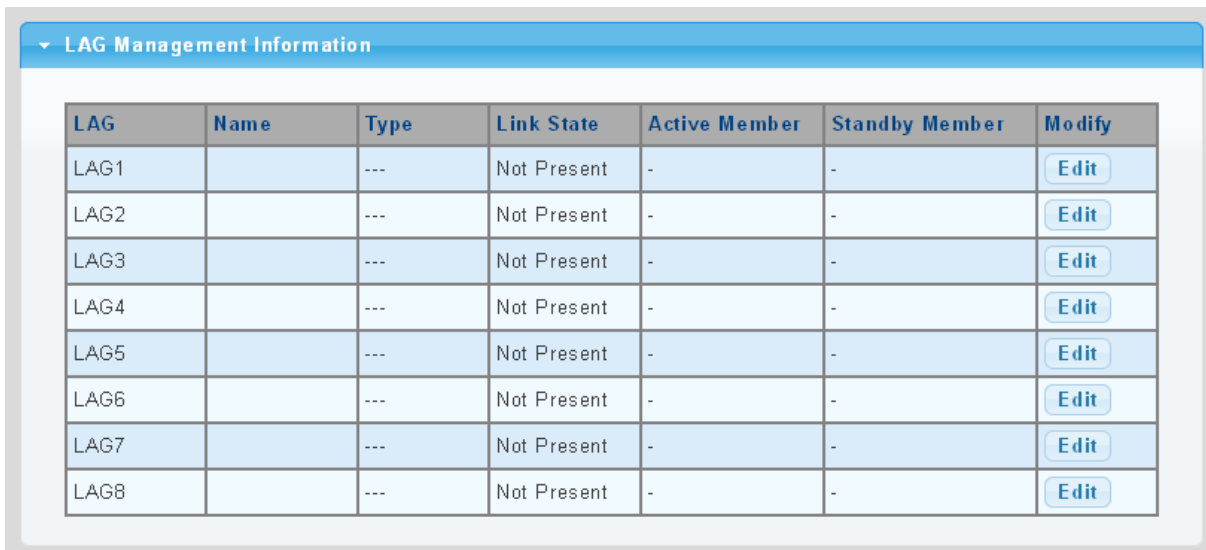 LAG Management Information
LAG Name Type Link State Active Member Standby Member Modify
LAG1 --- Not Present - - Edit
LAG2 --- Not Present - - Edit
LAG3 --- Not Present - - Edit
LAG4 --- Not Present - - Edit
LAG5 --- Not Present - - Edit
LAG6 --- Not Present - - Edit
LAG7 --- Not Present - - Edit
LAG8 --- Not Present - - Edit